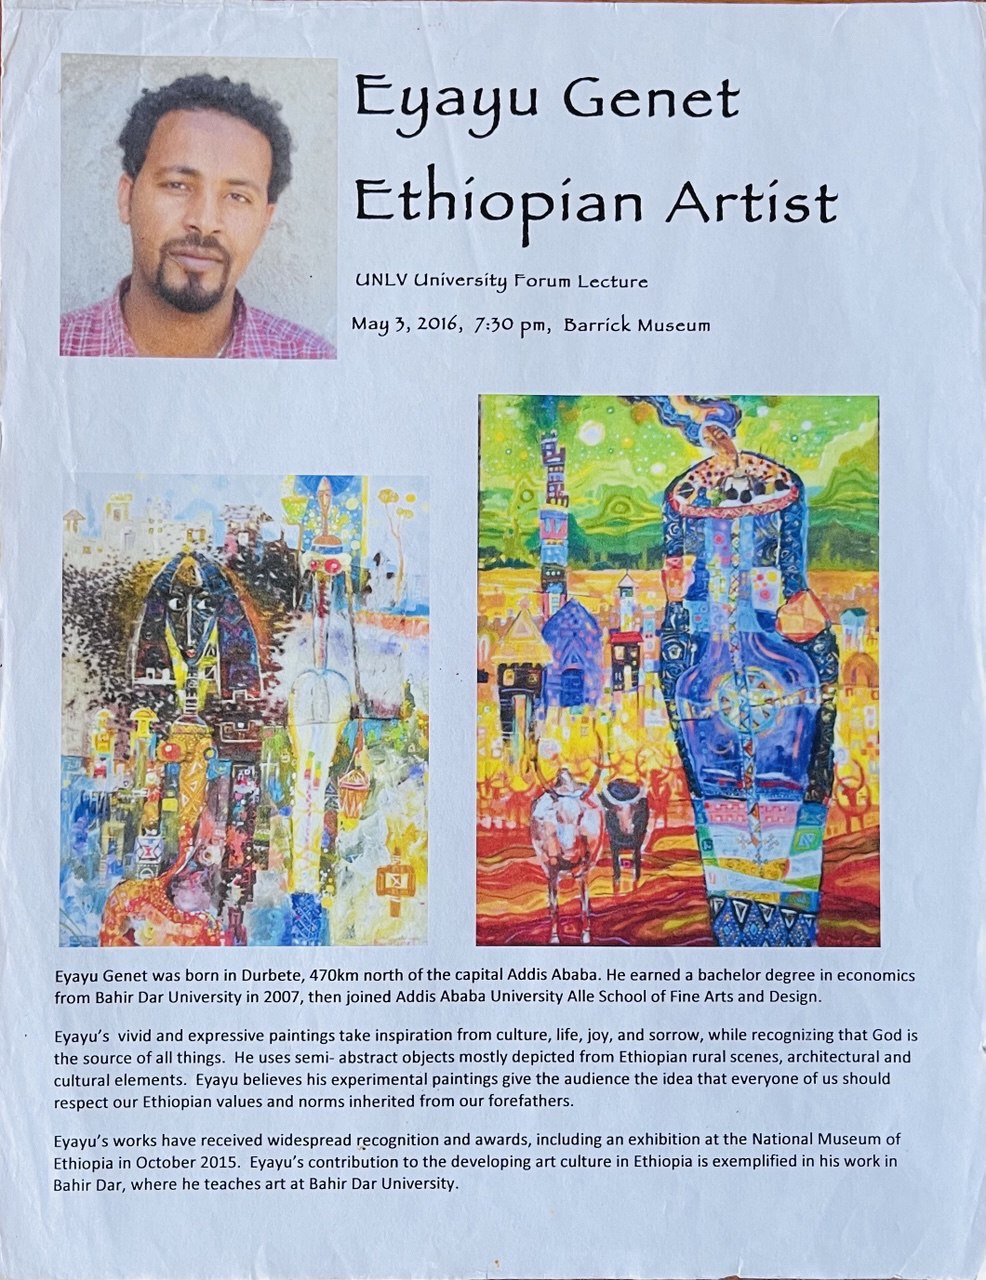 Eyayu Genet
Ethiopian Artist
UNLV University Forum Lecture
May 3, 2016, 7:30 pm, Barrick Museum
Eyayu Genet was born in Durbete, 470km north of the capital Addis Ababa. He earned a bachelor degree in economics
from Bahir Dar University in 2007, then joined Addis Ababa University Alle School of Fine Arts and Design.
Eyayu's vivid and expressive paintings take inspiration from culture, life, joy, and sorrow, while recognizing that God is
the source of all things. He uses semi- abstract objects mostly depicted from Ethiopian rural scenes, architectural and
cultural elements. Eyayu believes his experimental paintings give the audience the idea that everyone of us should
respect our Ethiopian values and norms inherited from our forefathers.
Eyayu's works have received widespread recognition and awards, including an exhibition at the National Museum of
Ethiopia in October 2015. Eyayu's contribution to the developing art culture in Ethiopia is exemplified in his work in
Bahir Dar, where he teaches art at Bahir Dar University.